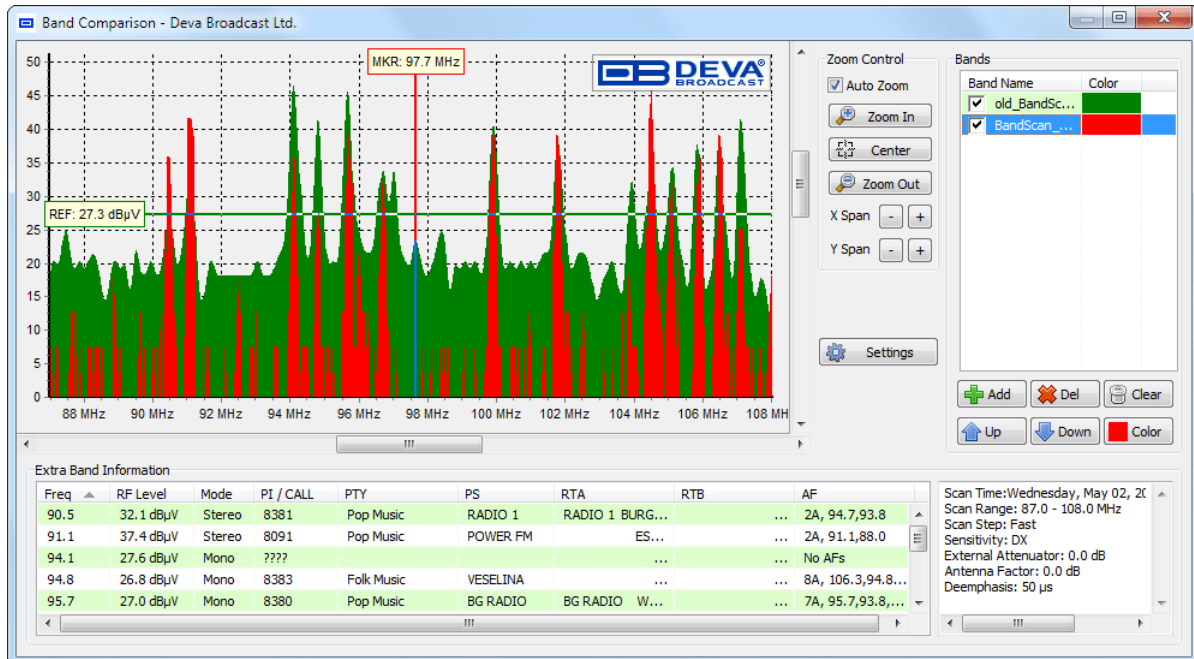 Band Comparison - Deva Broadcast Ltd.
50
45
40
35
30
25
20
15
10
5
0
MKR: 97.7 MHz
DEVA®
BROADCAST
REF: 27.3 dBµV
88 MHz 90 MHz 92 MHz 94 MHz 96 MHz 98 MHz 100 MHz 102 MHz 104 MHz 106 MHz 108 MH
Zoom Control
Auto Zoom
Zoom In
Center
Zoom Out
X Span - +
Y Span - +
Settings
Bands
Band Name Color
old_BandSc...
BandScan_...
Add Del Clear
Up Down Color
Extra Band Information
Freq RF Level Mode PI / CALL PTY PS RTA RTB AF
90.5 32.1 dBµV Stereo 8381 Pop Music RADIO 1 RADIO 1 BURG... ... 2A, 94.7,93.8
91.1 37.4 dBµV Stereo 8091 Pop Music POWER FM ES... ... 2A, 91.1,88.0
94.1 27.6 dBµV Mono ???? ... ... No AFs
94.8 26.8 dBµV Mono 8383 Folk Music VESELINA ... ... 8A, 106.3,94.8...
95.7 27.0 dBµV Mono 8380 Pop Music BG RADIO BG RADIO W... ... 7A, 95.7,93.8,...
Scan Time:Wednesday, May 02, 20
Scan Range: 87.0 - 108.0 MHz
Scan Step: Fast
Sensitivity: DX
External Attenuator: 0.0 dB
Antenna Factor: 0.0 dB
Deemphasis: 50 µs